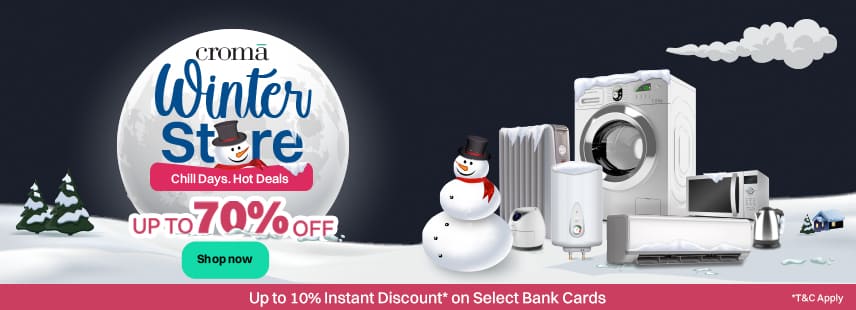 cromā
Winter
Store
Chill Days. Hot Deals
UP TO 70% OFF
Shop now
Up to 10% Instant Discount* on Select Bank Cards
*T&C Apply